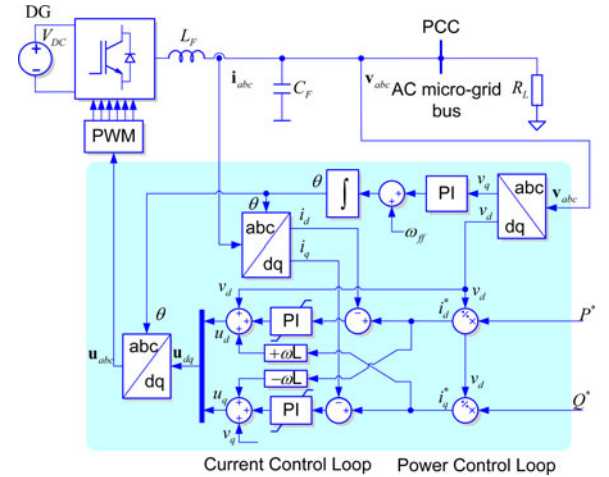 DG
V_DC
L_F
i_abc
C_F
v_abc
PCC
AC micro-grid
bus
R_L
PWM
θ
∫
ω_ff
PI
v_q
v_d
abc
dq
v_abc
θ
abc
dq
i_d
i_q
θ
v_d
u_d
PI
i_d^*
v_d
P^*
+ωL
−ωL
v_d
u_abc
abc
dq
u_dq
u_q
PI
i_q^*
Q^*
v_q
Current Control Loop
Power Control Loop